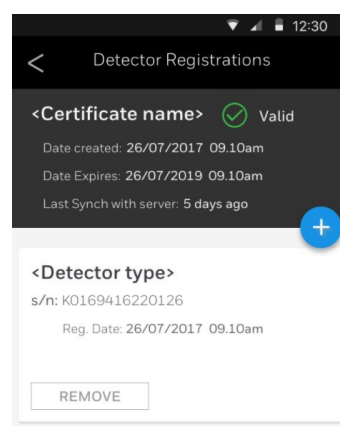 12:30
Detector Registrations
<Certificate name> Valid
Date created: 26/07/2017 09.10am
Date Expires: 26/07/2019 09.10am
Last Synch with server: 5 days ago
<Detector type>
s/n: K0169416220126
Reg. Date: 26/07/2017 09.10am
REMOVE